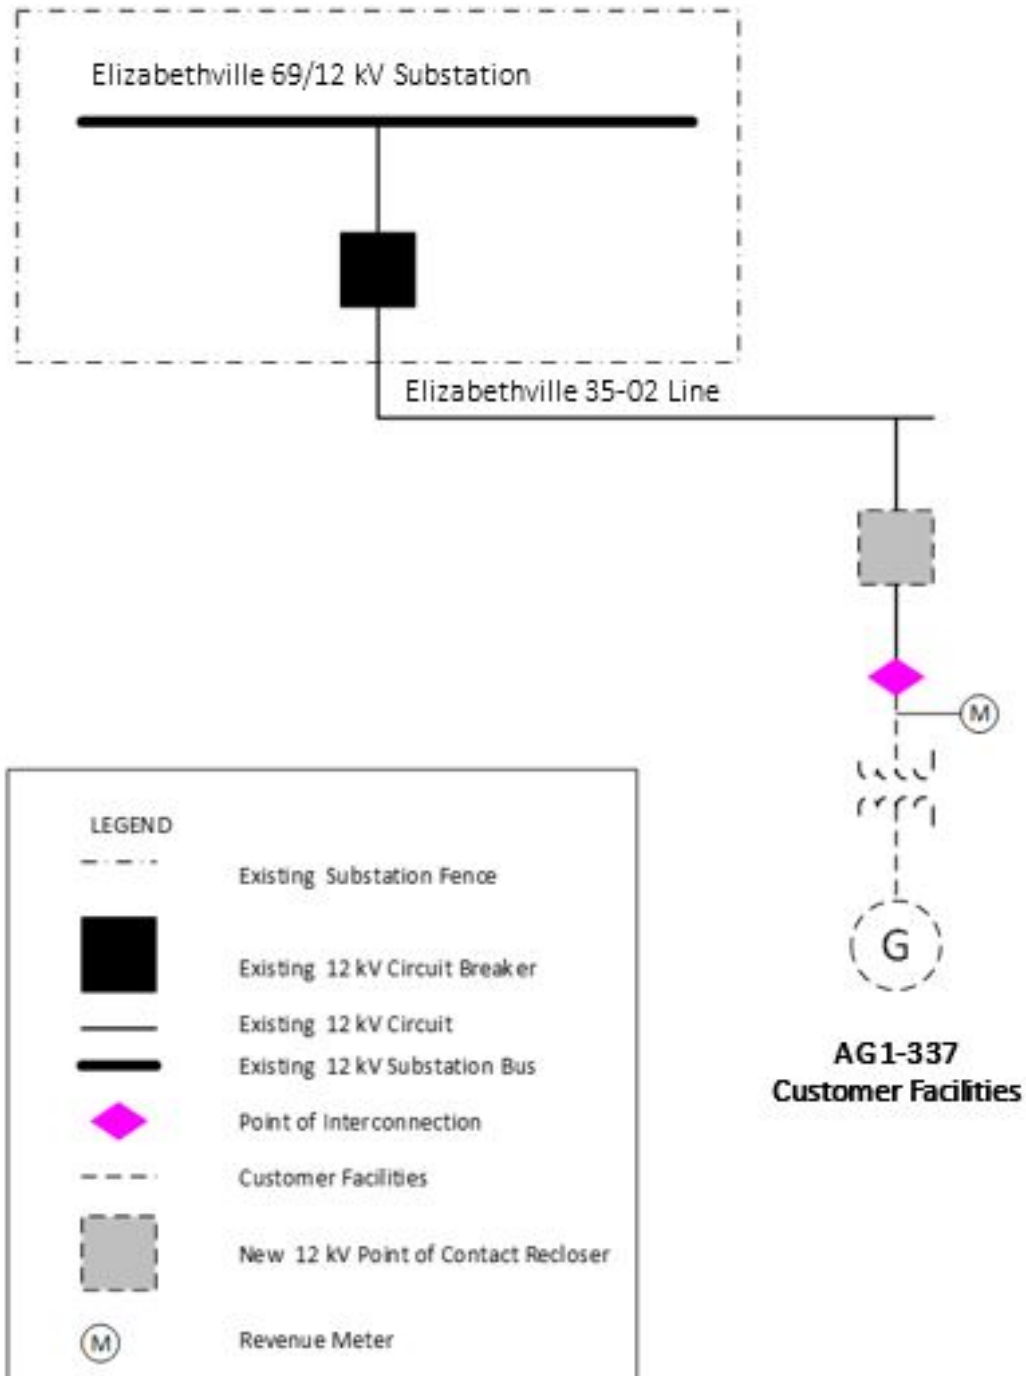 Elizabethville 69/12 kV Substation
Elizabethville 35-02 Line
M
G
AG1-337
Customer Facilities
LEGEND
Existing Substation Fence
Existing 12 kV Circuit Breaker
Existing 12 kV Circuit
Existing 12 kV Substation Bus
Point of Interconnection
Customer Facilities
New 12 kV Point of Contact Recloser
M Revenue Meter